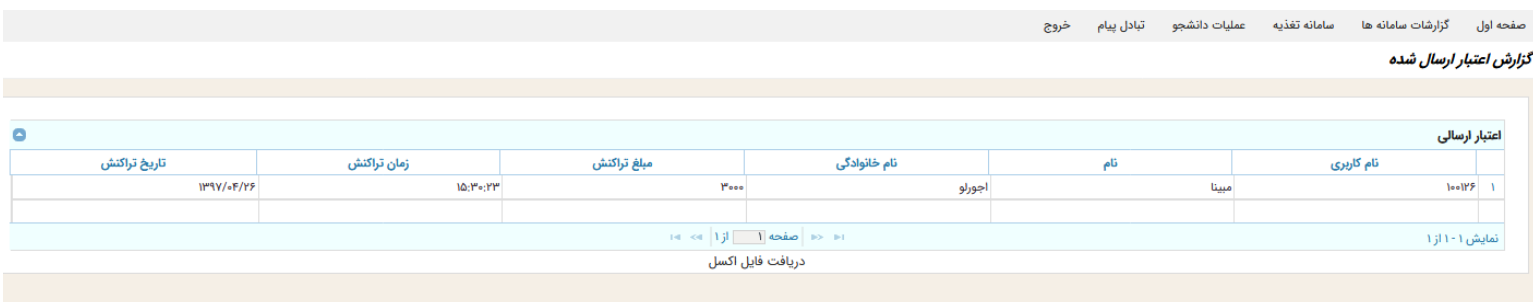 صفحه اول گزارشات سامانه ها سامانه تغذیه عملیات دانشجو تبادل پیام خروج
گزارش اعتبار ارسال شده
اعتبار ارسالی
نام کاربری نام نام خانوادگی مبلغ تراکنش زمان تراکنش تاریخ تراکنش
۱ ۱۰۰۱۲۶ مبینا اجورلو ۳۰۰۰ ۱۵:۳۰:۲۳ ۱۳۹۷/۰۴/۲۶
نمایش ۱ - ۱ از ۱ صفحه ۱ از ۱
دریافت فایل اکسل